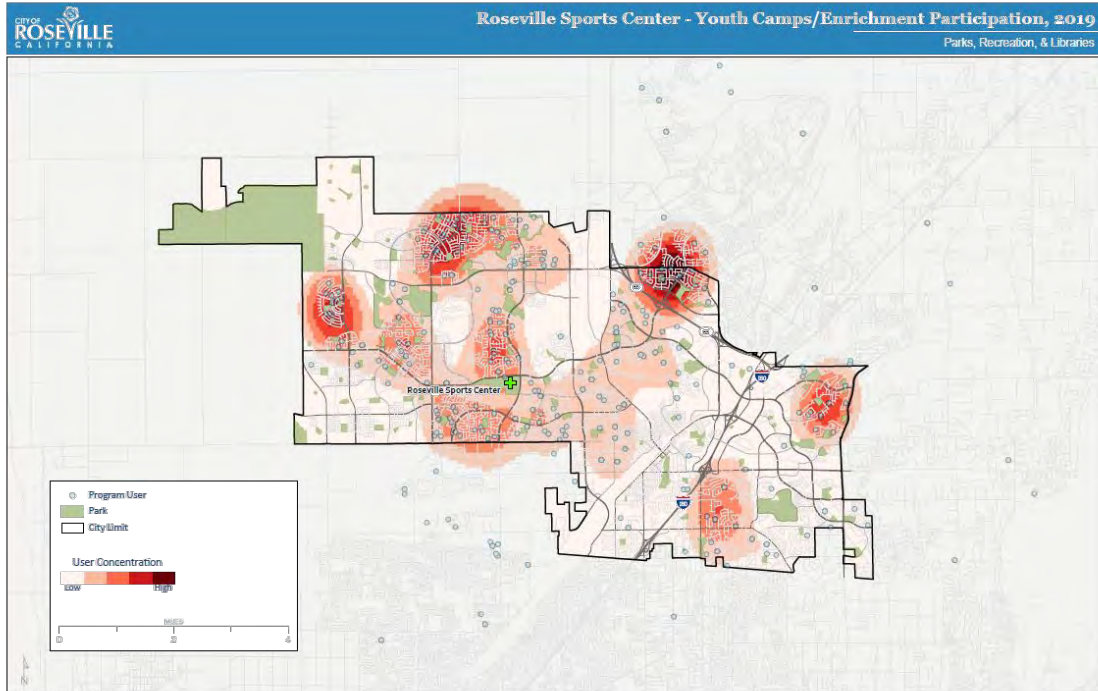 CITY OF
ROSEVILLE
CALIFORNIA
Roseville Sports Center - Youth Camps/Enrichment Participation, 2019
Parks, Recreation, & Libraries
Roseville Sports Center
Program User
Park
City Limit
User Concentration
Low High
MILES
0 2 4
N